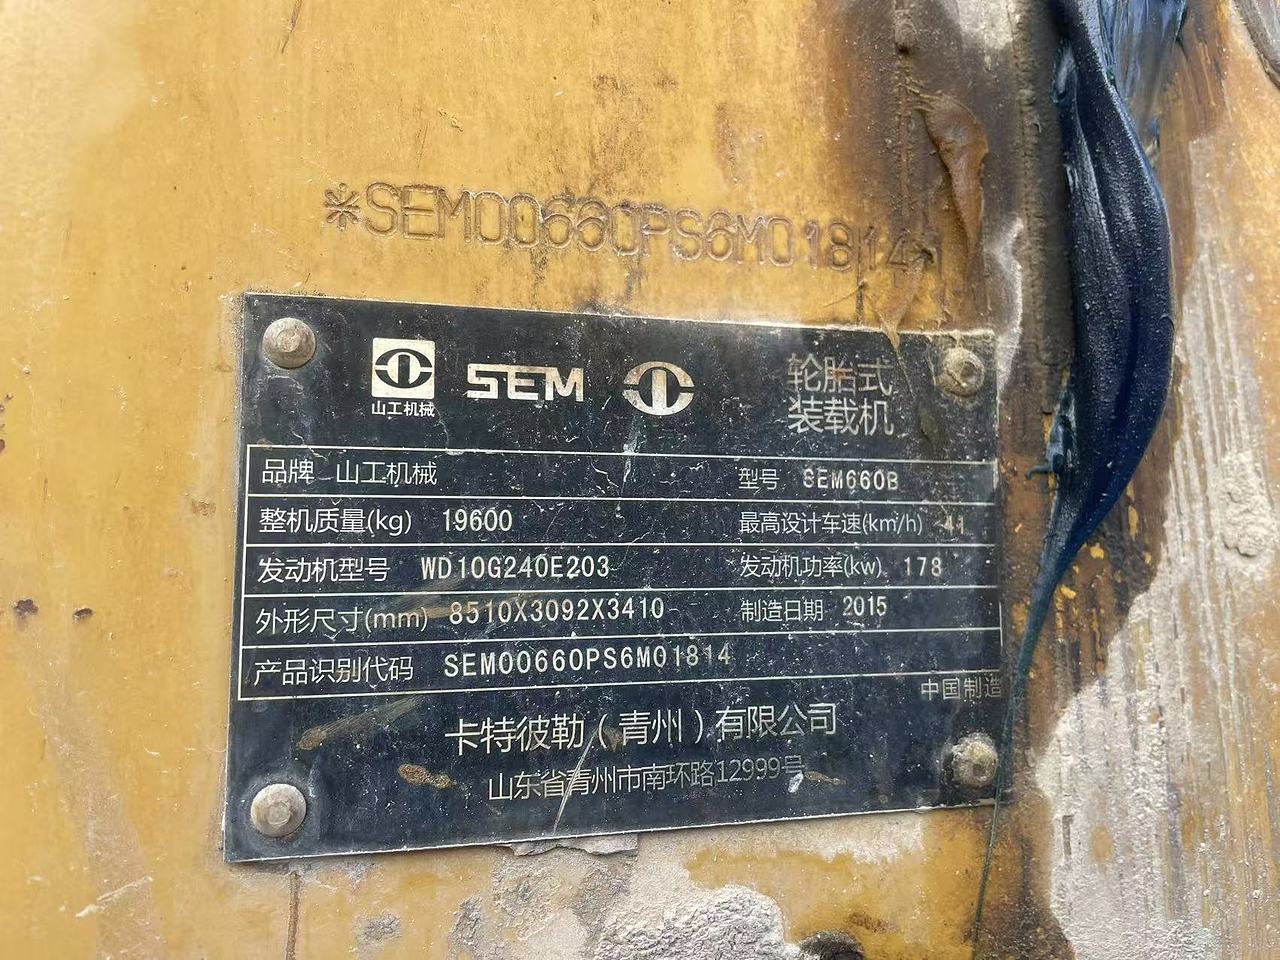 *SEM00660PS6M01814*
山工机械
SEM
轮胎式
装载机
品牌 山工机械 型号 SEM660B
整机质量(kg) 19600 最高设计车速(km/h) 41
发动机型号 WD10G240E203 发动机功率(kw) 178
外形尺寸(mm) 8510X3092X3410 制造日期 2015
产品识别代码 SEM00660PS6M01814
中国制造
卡特彼勒(青州)有限公司
山东省青州市南环路12999号